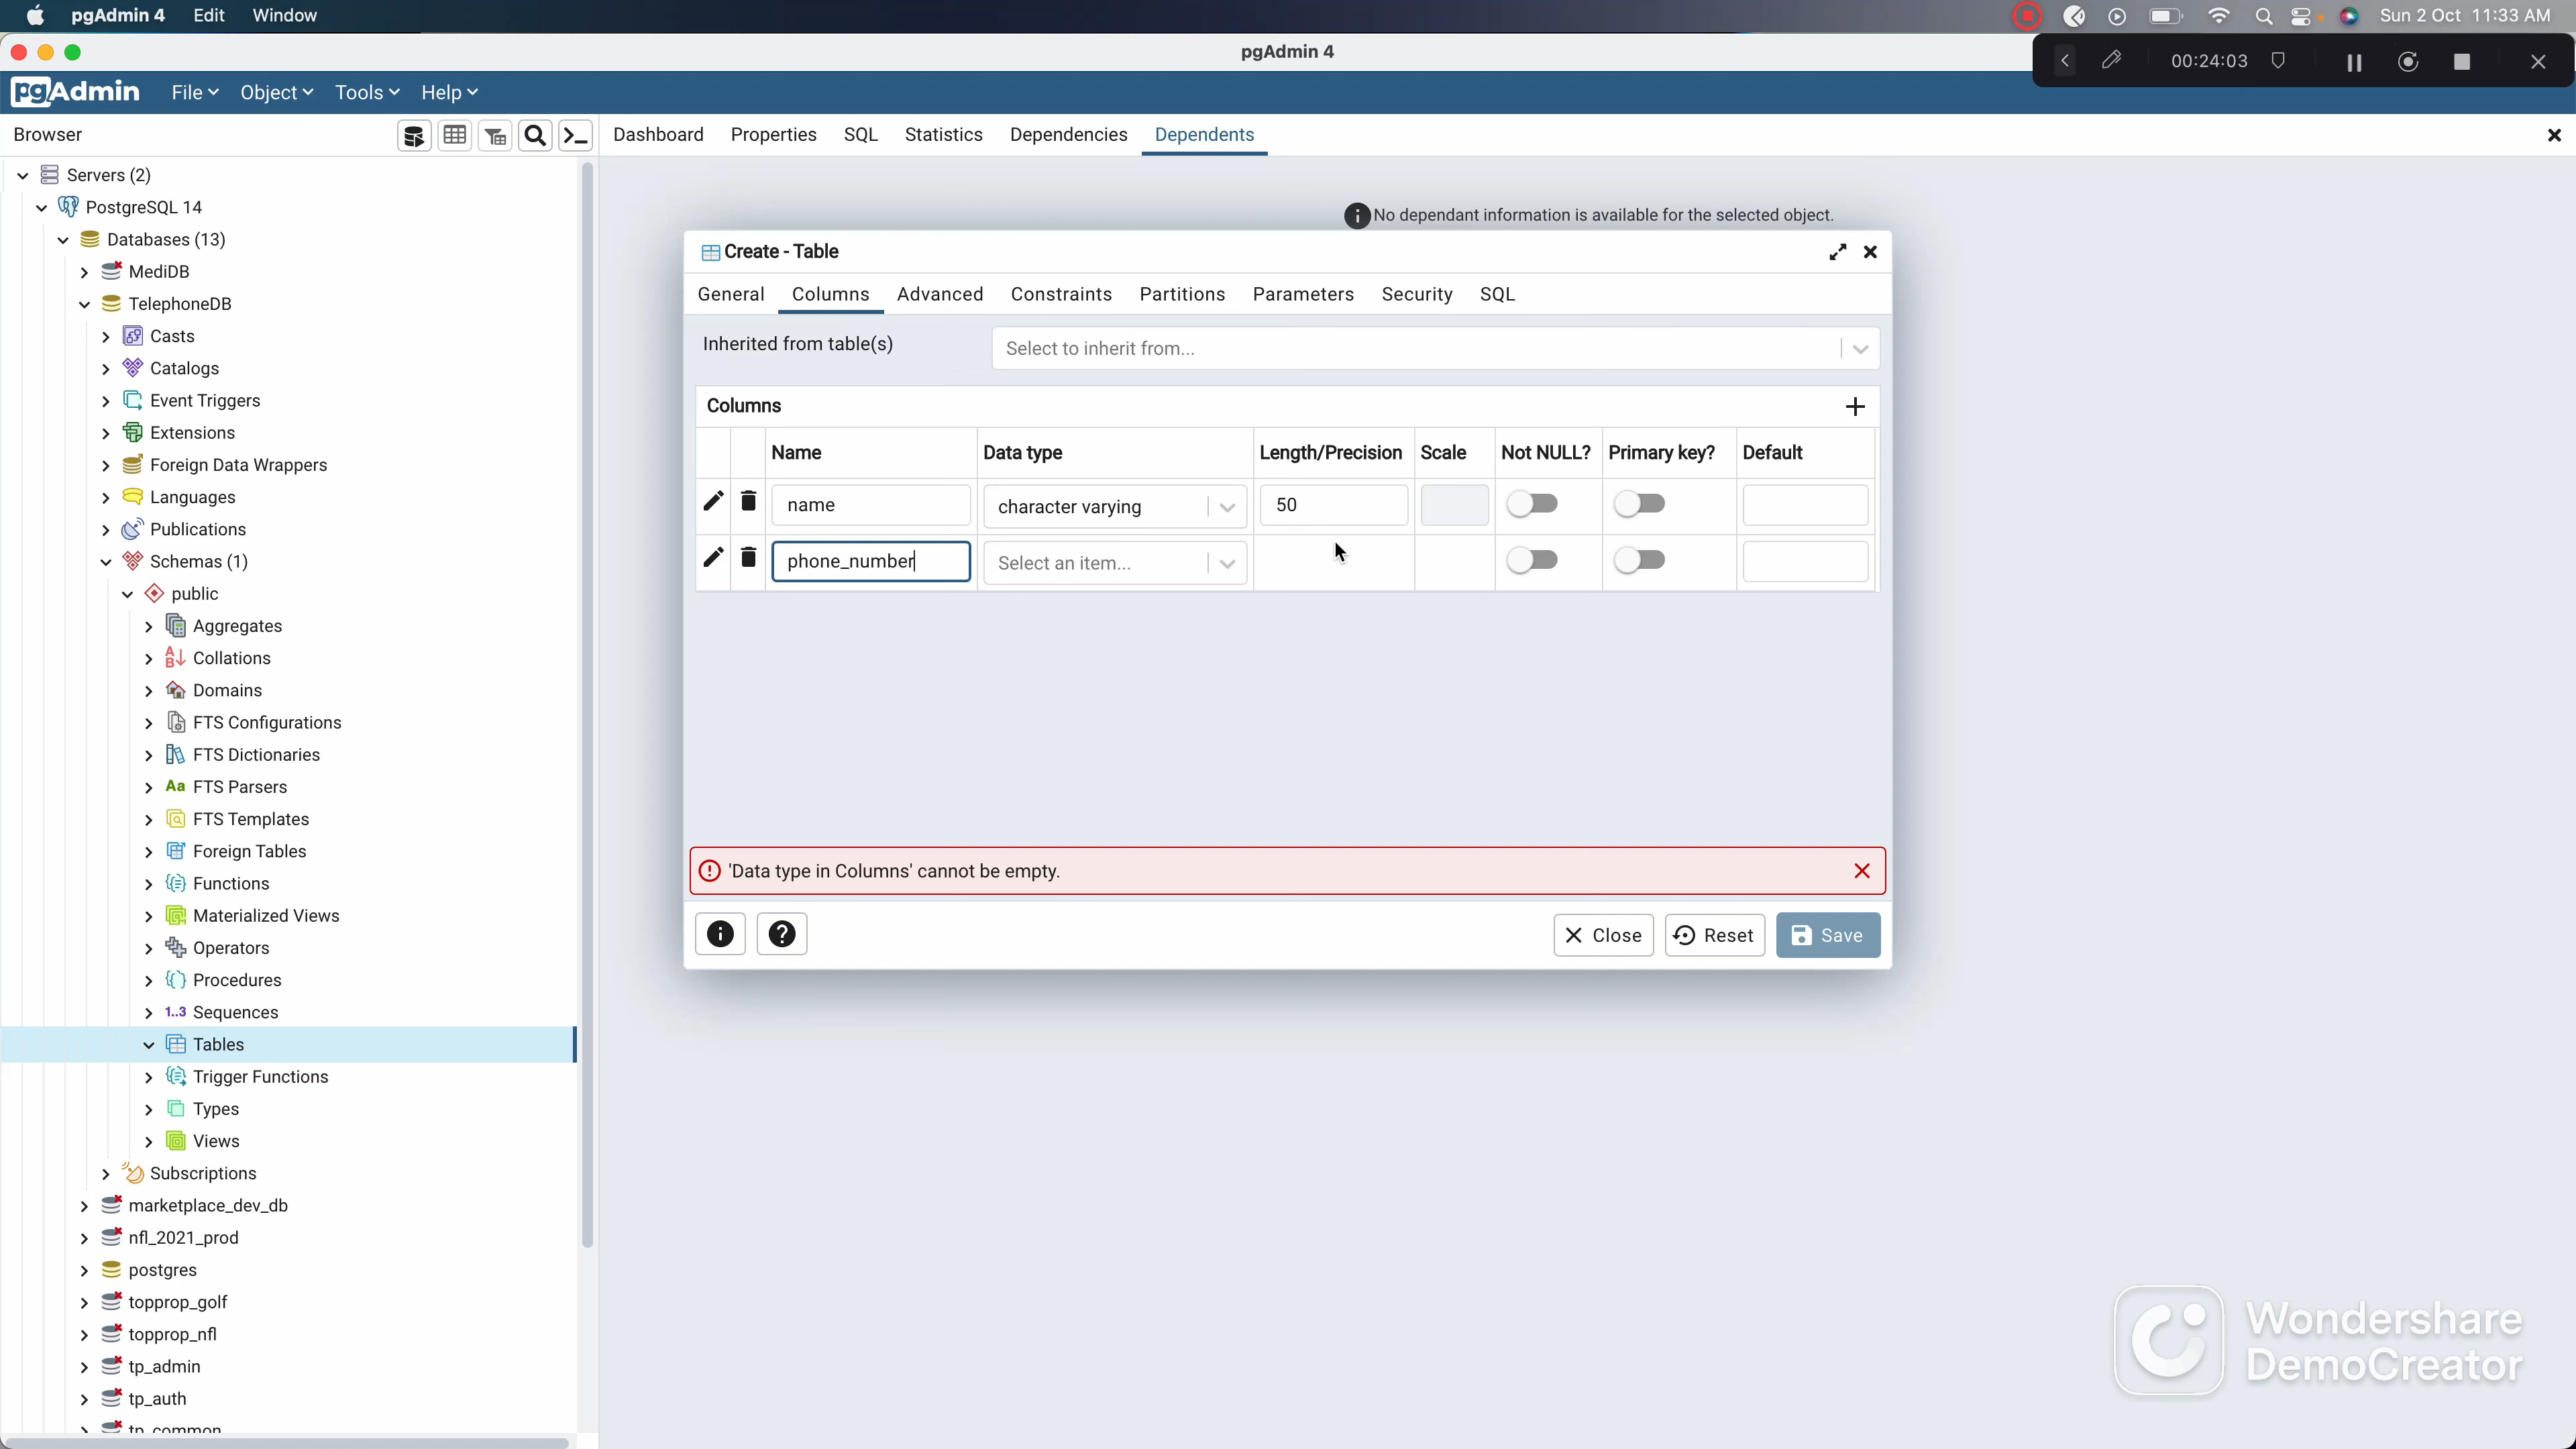 pgAdmin 4 Edit Window Sun 2 Oct 11:33 AM
pgAdmin 4
00:24:03
pgAdmin File Object Tools Help
Browser
Dashboard Properties SQL Statistics Dependencies Dependents
Servers (2)
PostgreSQL 14
Databases (13)
MediDB
TelephoneDB
Casts
Catalogs
Event Triggers
Extensions
Foreign Data Wrappers
Languages
Publications
Schemas (1)
public
Aggregates
Collations
Domains
FTS Configurations
FTS Dictionaries
Aa FTS Parsers
FTS Templates
Foreign Tables
Functions
Materialized Views
Operators
Procedures
1..3 Sequences
Tables
Trigger Functions
Types
Views
Subscriptions
marketplace_dev_db
nfl_2021_prod
postgres
topprop_golf
topprop_nfl
tp_admin
tp_auth
tp_common
No dependant information is available for the selected object.
Create - Table
General Columns Advanced Constraints Partitions Parameters Security SQL
Inherited from table(s) Select to inherit from...
Columns
Name Data type Length/Precision Scale Not NULL? Primary key? Default
name character varying 50
phone_number Select an item...
'Data type in Columns' cannot be empty.
Close Reset Save
Wondershare
DemoCreator